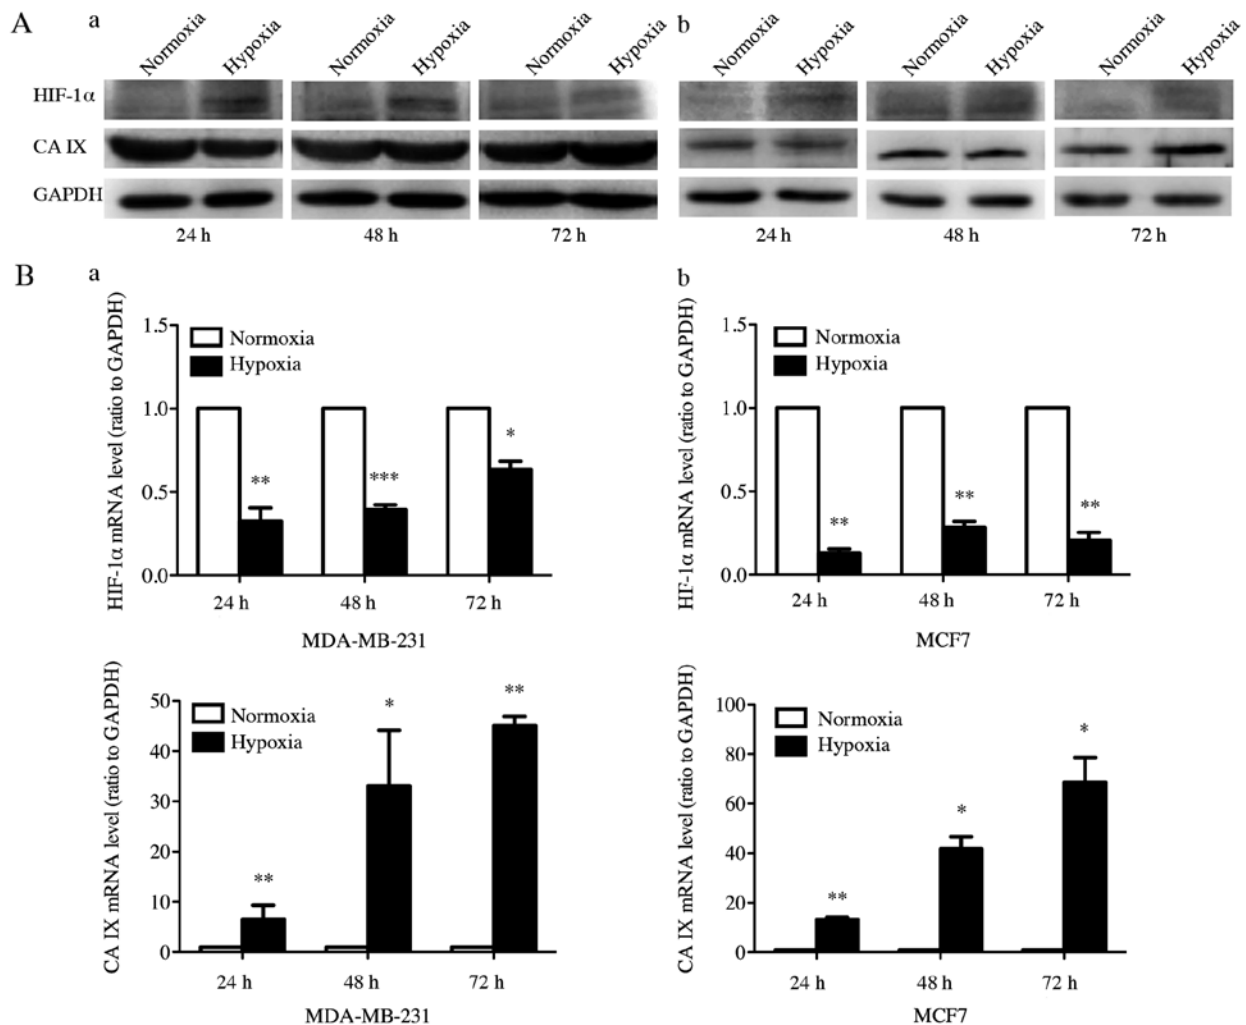 A a b
Normoxia Hypoxia Normoxia Hypoxia Normoxia Hypoxia Normoxia Hypoxia Normoxia Hypoxia Normoxia Hypoxia
HIF-1α
CA IX
GAPDH
24 h 48 h 72 h 24 h 48 h 72 h
B a b
HIF-1α mRNA level (ratio to GAPDH)
1.5
1.0
0.5
0.0
Normoxia
Hypoxia
** *** *
24 h 48 h 72 h
MDA-MB-231
HF-1α mRNA level (ratio to GAPDH)
1.5
1.0
0.5
0.0
Normoxia
Hypoxia
** ** **
24 h 48 h 72 h
MCF7
CA IX mRNA level (ratio to GAPDH)
50
40
30
20
10
0
Normoxia
Hypoxia
** * **
24 h 48 h 72 h
MDA-MB-231
CA IX mRNA level (ratio to GAPDH)
100
80
60
40
20
0
Normoxia
Hypoxia
** * *
24 h 48 h 72 h
MCF7